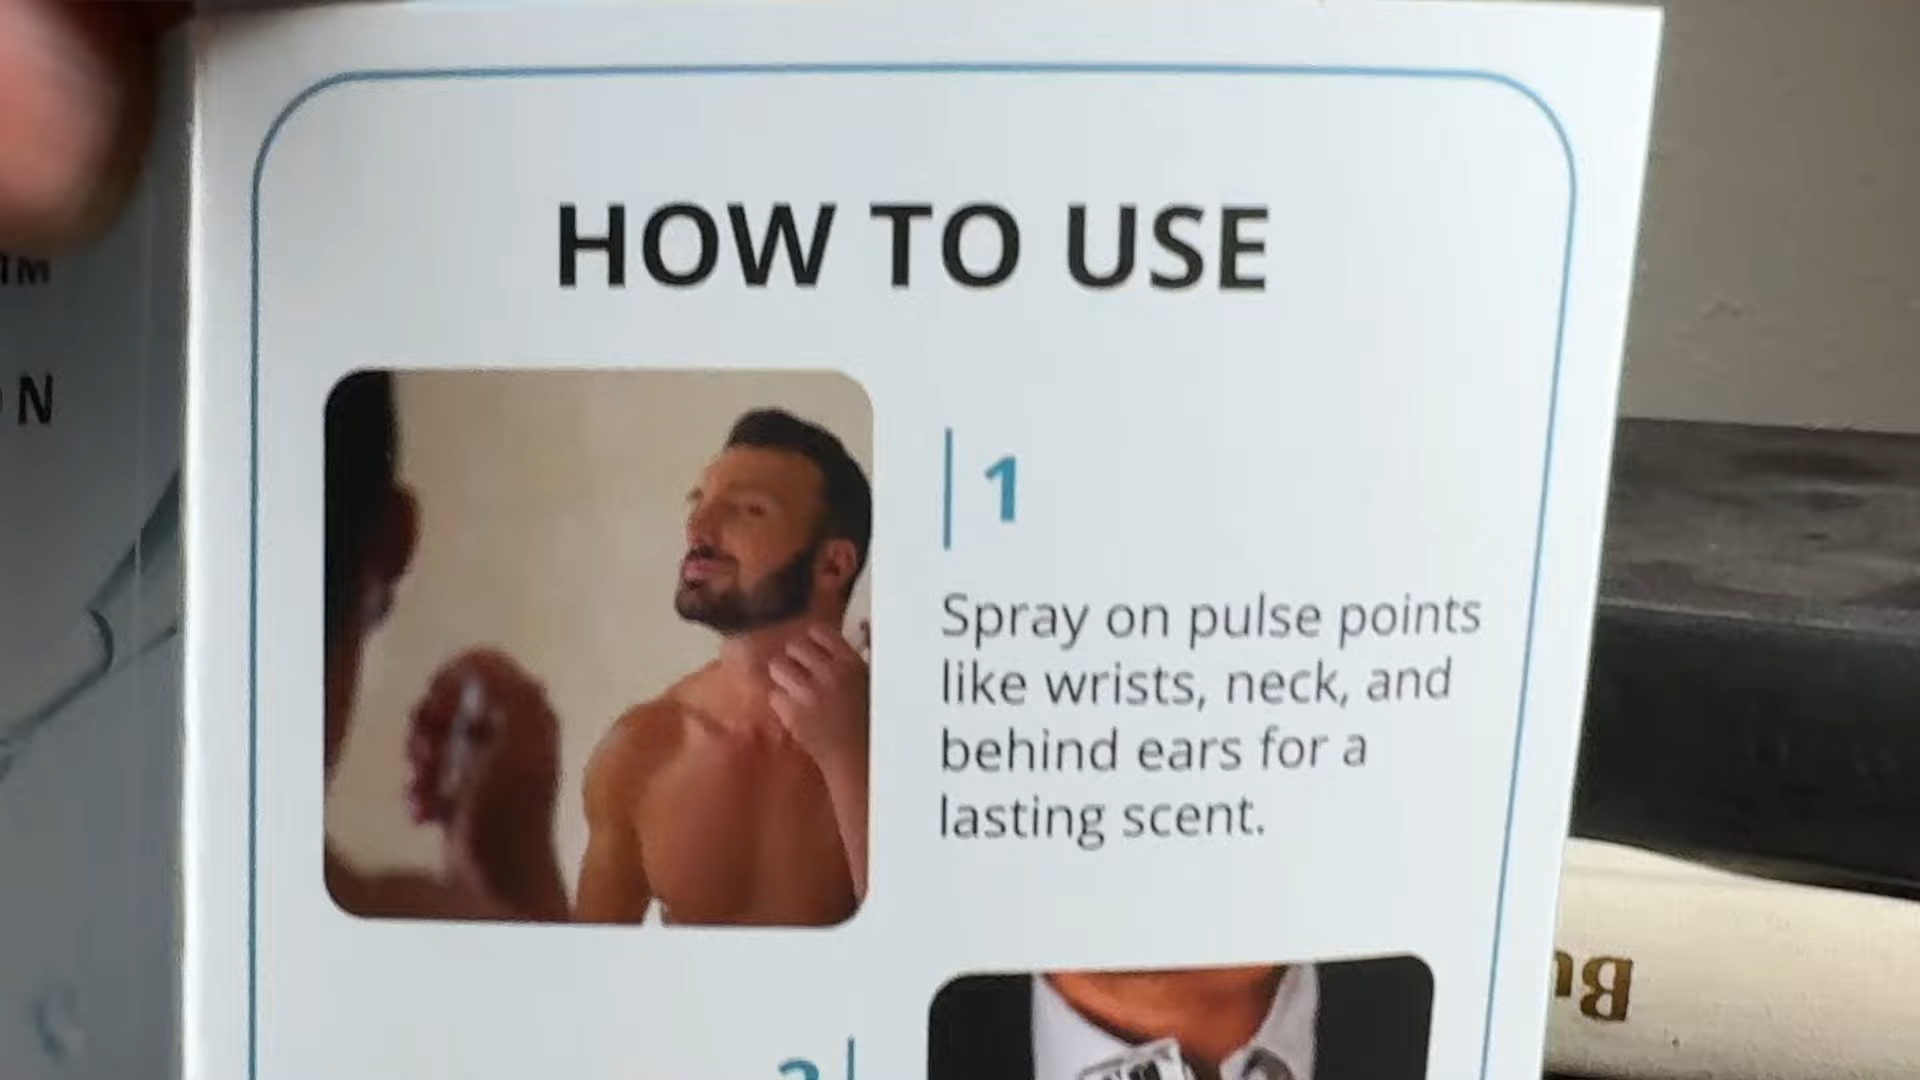 HOW TO USE
1
Spray on pulse points
like wrists, neck, and
behind ears for a
lasting scent.
N